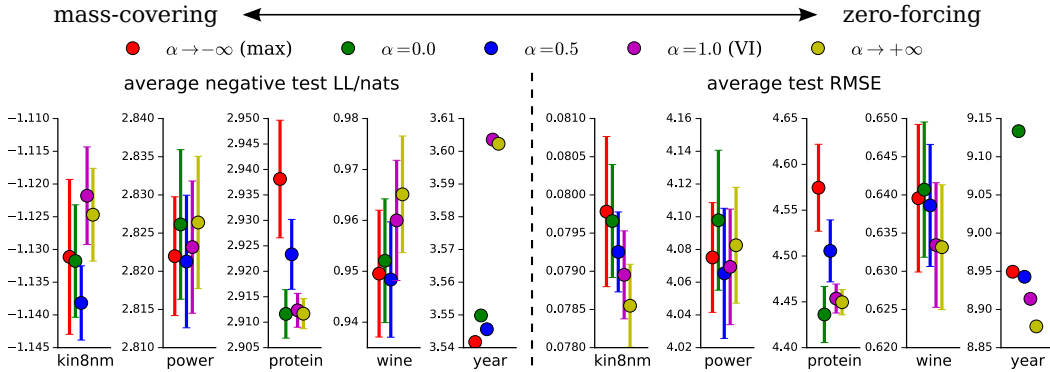 mass-covering zero-forcing
α→−∞ (max) α=0.0 α=0.5 α=1.0 (VI) α→+∞
average negative test LL/nats average test RMSE
−1.110 2.840 2.950 0.98 3.61 0.0810 4.16 4.66 0.650 9.15
−1.115 2.835 2.945 0.97 3.60 0.0805 4.14 4.60 0.645 9.10
−1.120 2.830 2.940 0.96 3.59 0.0800 4.12 4.55 0.640 9.05
−1.125 2.825 2.935 0.95 3.58 0.0795 4.10 4.50 0.635 9.00
−1.130 2.820 2.930 0.94 3.57 0.0790 4.08 4.45 0.630 8.95
−1.135 2.815 2.925 3.56 0.0785 4.06 4.40 0.625 8.90
−1.140 2.810 2.920 3.55 0.0780 4.04 0.620 8.85
−1.145 2.915 3.54 4.02
2.910
2.905
kin8nm power protein wine year kin8nm power protein wine year